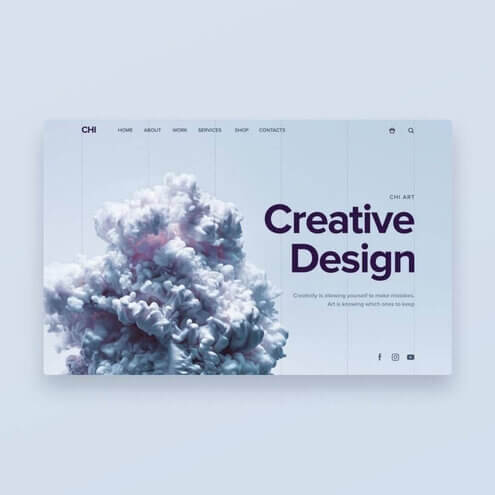 CHI HOME ABOUT WORK SERVICES SHOP CONTACTS
CHI ART
Creative
Design
Creativity is allowing yourself to make mistakes.
Art is knowing which ones to keep